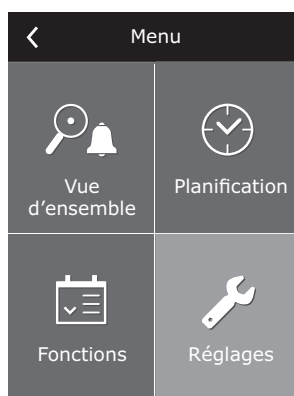 Menu
Vue
d’ensemble
Planification
Fonctions
Réglages